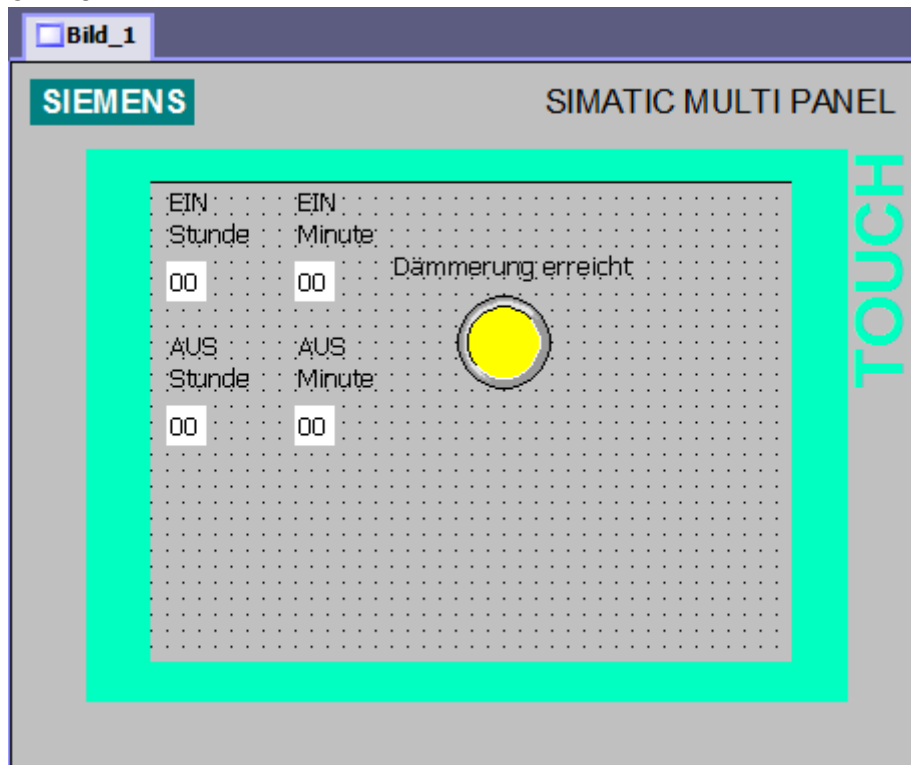 Bild_1
SIEMENS SIMATIC MULTI PANEL
TOUCH
EIN EIN
Stunde Minute
Dämmerung erreicht
00 00
AUS AUS
Stunde Minute
00 00